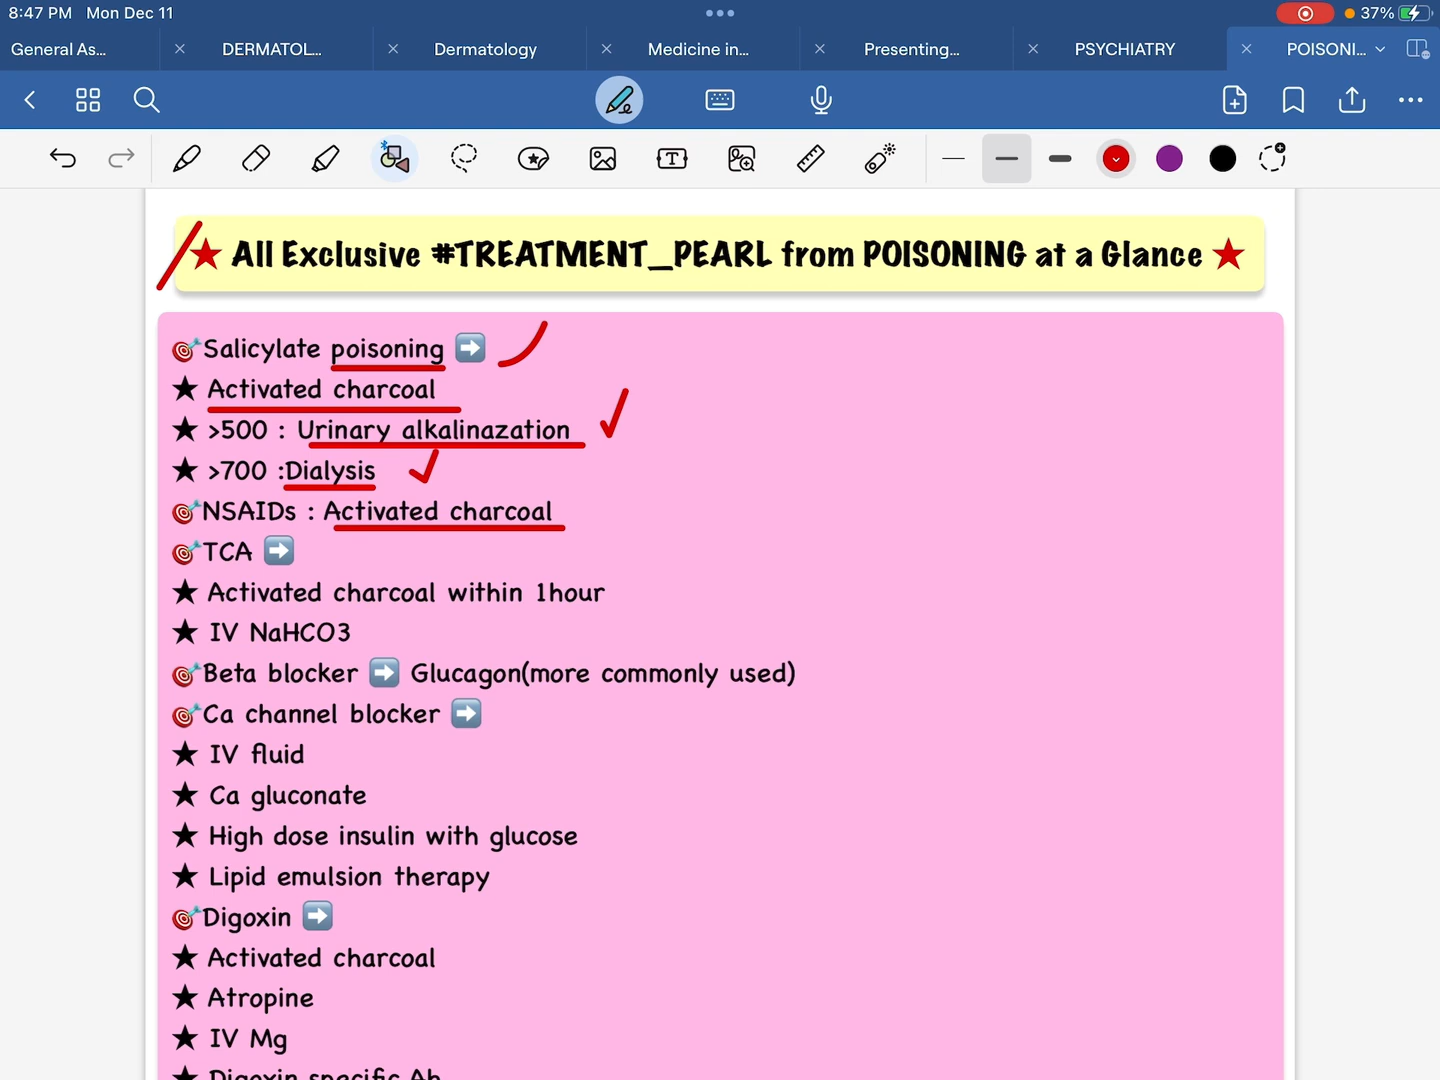 8:47 PM Mon Dec 11
37%
General As...
DERMATOL...
Dermatology
Medicine in...
Presenting...
PSYCHIATRY
POISONI...
All Exclusive #TREATMENT_PEARL from POISONING at a Glance
Salicylate poisoning
Activated charcoal
>500 : Urinary alkalinazation
>700 :Dialysis
NSAIDs : Activated charcoal
TCA
Activated charcoal within 1hour
IV NaHCO3
Beta blocker ➡ Glucagon(more commonly used)
Ca channel blocker
IV fluid
Ca gluconate
High dose insulin with glucose
Lipid emulsion therapy
Digoxin
Activated charcoal
Atropine
IV Mg
Digoxin specific Ab